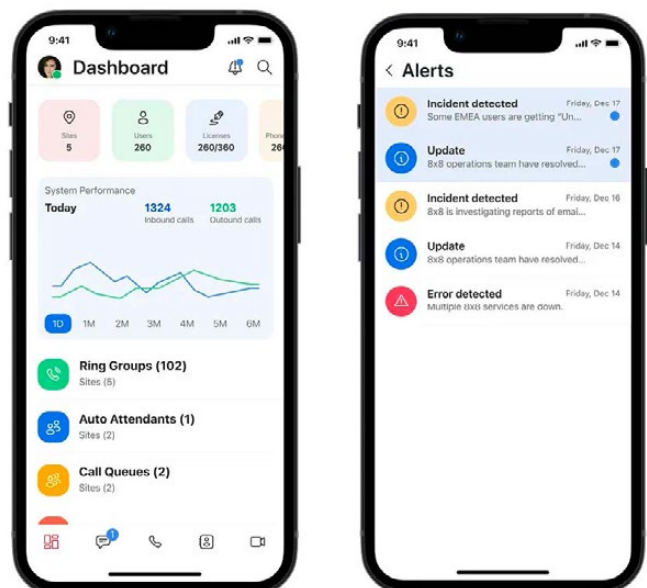 9:41
Dashboard
Sites
5
Users
260
Licenses
260/360
Phone
26
System Performance
Today
1324
Inbound calls
1203
Outound calls
1D 1M 2M 3M 4M 5M 6M
Ring Groups (102)
Sites (5)
Auto Attendants (1)
Sites (2)
Call Queues (2)
Sites (2)
1
9:41
Alerts
Incident detected Friday, Dec 17
Some EMEA users are getting "Un...
Update Friday, Dec 17
8x8 operations team have resolved...
Incident detected Friday, Dec 16
8x8 is investigating reports of emai...
Update Friday, Dec 14
8x8 operations team have resolved...
Error detected Friday, Dec 14
Multiple 8x8 services are down.